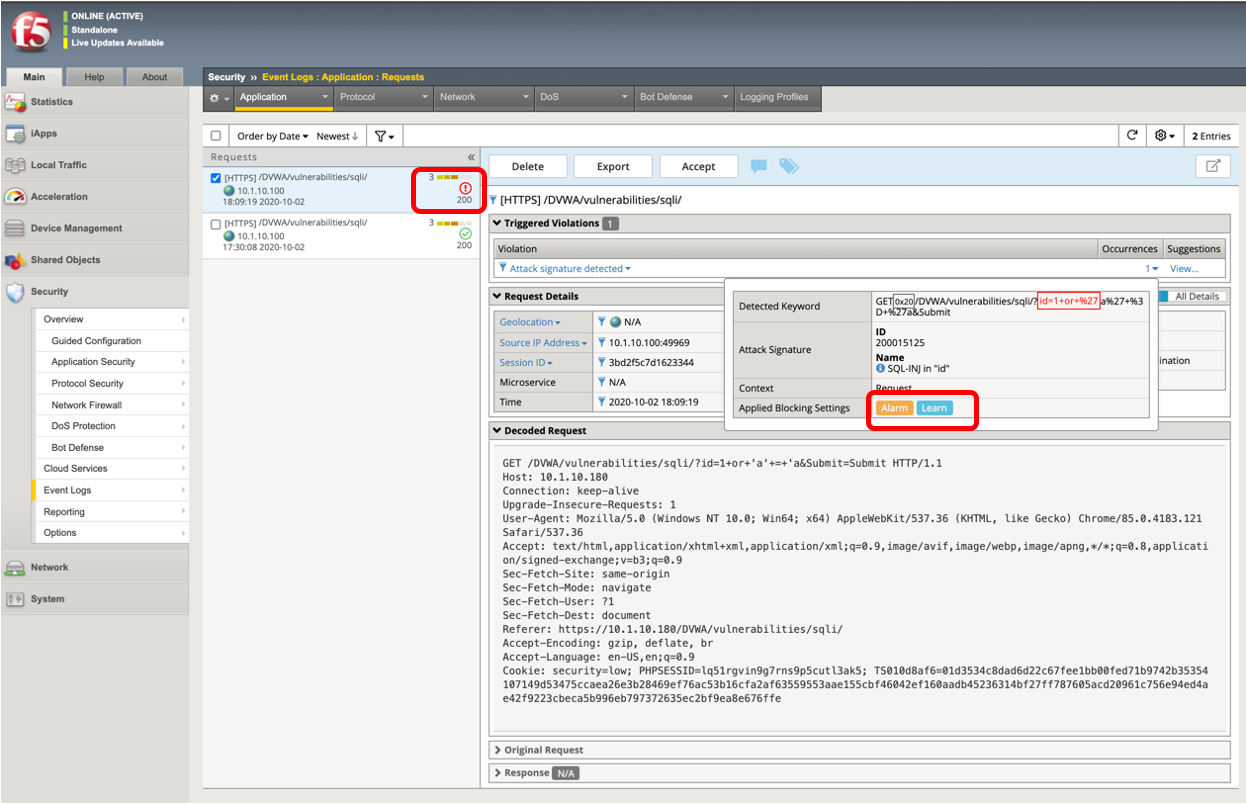 f5
ONLINE (ACTIVE)
Standalone
Live Updates Available
Main Help About
Security ›› Event Logs : Application : Requests
Application Protocol Network DoS Bot Defense Logging Profiles
Statistics
iApps
Local Traffic
Acceleration
Device Management
Shared Objects
Security
Overview
Guided Configuration
Application Security
Protocol Security
Network Firewall
DoS Protection
Bot Defense
Cloud Services
Event Logs
Reporting
Options
Network
System
Order by Date Newest 2 Entries
Requests «
[HTTPS] /DVWA/vulnerabilities/sqli/ 3
10.1.10.100
18:09:19 2020-10-02 200
[HTTPS] /DVWA/vulnerabilities/sqli/ 3
10.1.10.100
17:30:08 2020-10-02 200
Delete Export Accept
[HTTPS] /DVWA/vulnerabilities/sqli/
Triggered Violations 1
Violation Occurrences Suggestions
Attack signature detected 1 View...
Request Details All Details
Geolocation N/A
Source IP Address 10.1.10.100:49969
Session ID 3bd2f5c7d1623344
Microservice N/A
Time 2020-10-02 18:09:19
ination
Detected Keyword GET0x20/DVWA/vulnerabilities/sqli/?id=1+or+%27a%27+%3
D+%27a&Submit
Attack Signature
ID
200015125
Name
SQL-INJ in "id"
Context Request
Applied Blocking Settings Alarm Learn
Decoded Request
GET /DVWA/vulnerabilities/sqli/?id=1+or+'a'+=+'a&Submit=Submit HTTP/1.1
Host: 10.1.10.180
Connection: keep-alive
Upgrade-Insecure-Requests: 1
User-Agent: Mozilla/5.0 (Windows NT 10.0; Win64; x64) AppleWebKit/537.36 (KHTML, like Gecko) Chrome/85.0.4183.121
Safari/537.36
Accept: text/html,application/xhtml+xml,application/xml;q=0.9,image/avif,image/webp,image/apng,*/*;q=0.8,applicati
on/signed-exchange;v=b3;q=0.9
Sec-Fetch-Site: same-origin
Sec-Fetch-Mode: navigate
Sec-Fetch-User: ?1
Sec-Fetch-Dest: document
Referer: https://10.1.10.180/DVWA/vulnerabilities/sqli/
Accept-Encoding: gzip, deflate, br
Accept-Language: en-US,en;q=0.9
Cookie: security=low; PHPSESSID=lq51rgvin9g7rns9p5cutl3ak5; TS010d8af6=01d3534c8dad6d22c67fee1bb00fed71b9742b35354
107149d53475ccaea26e3b28469ef76ac53b16cfa2af63559553aae155cbf46042ef160aadb45236314bf27ff787605acd20961c756e94ed4a
e42f9223cbeca5b996eb797372635ec2bf9ea8e676ffe
Original Request
Response N/A